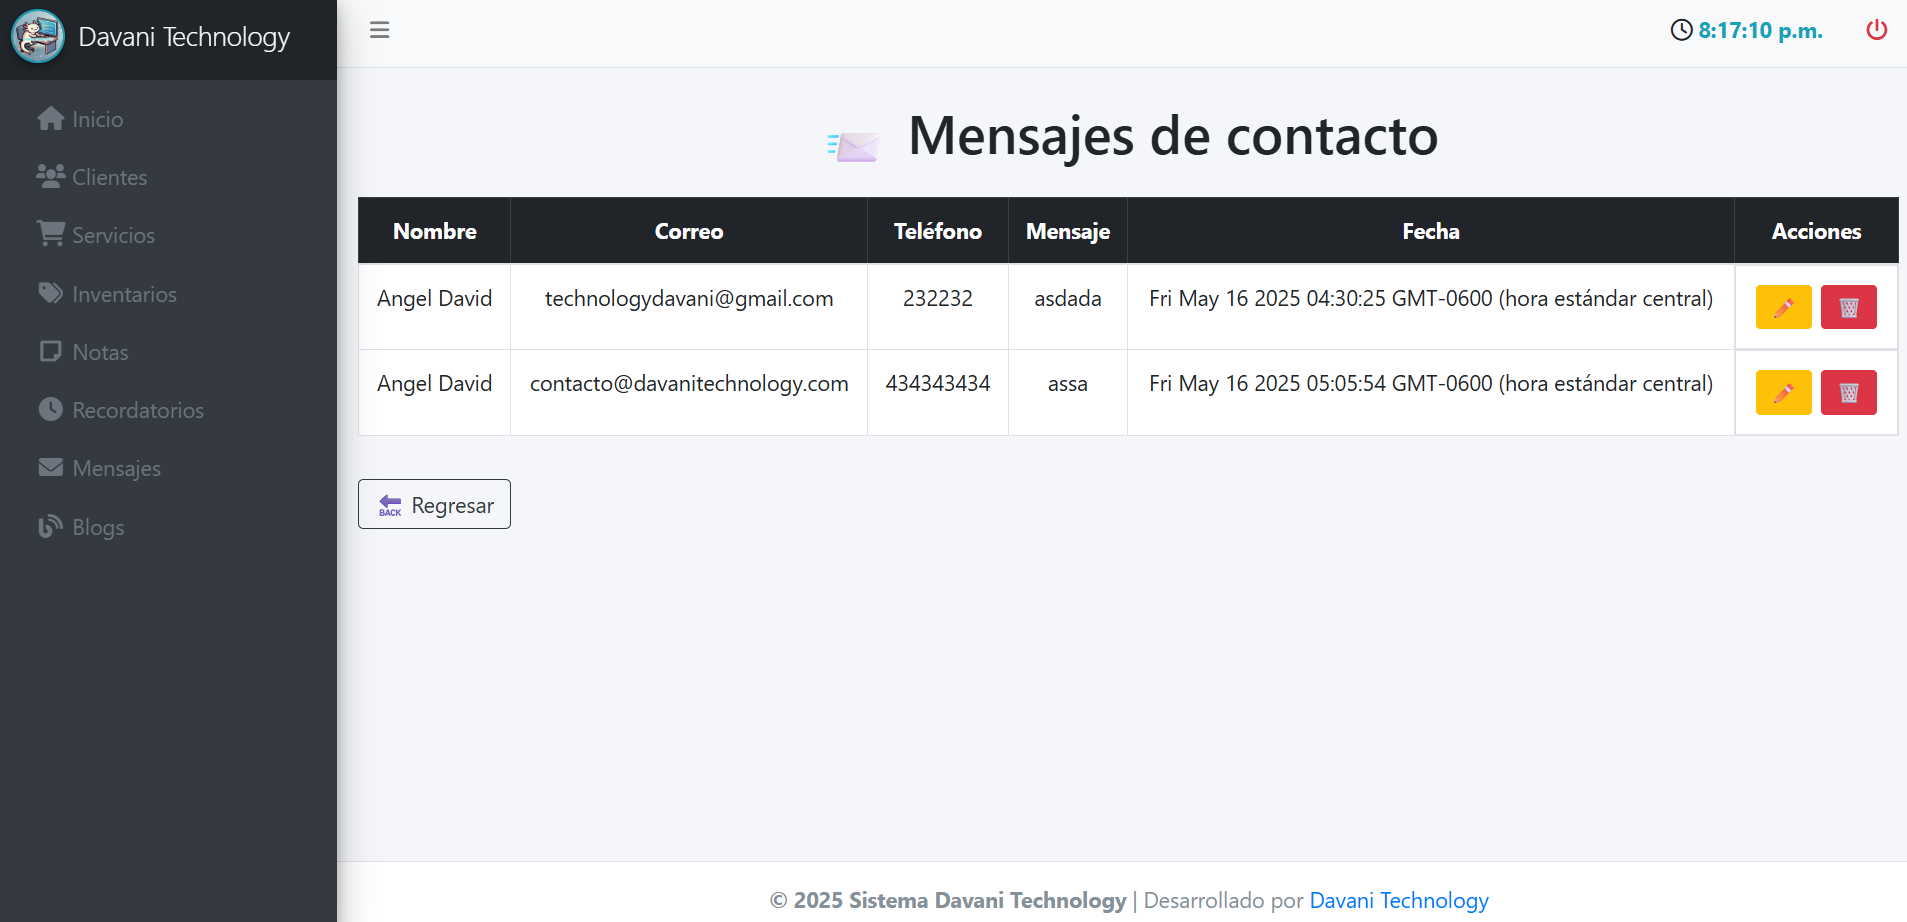 Davani Technology
8:17:10 p.m.
Inicio
Clientes
Servicios
Inventarios
Notas
Recordatorios
Mensajes
Blogs
Mensajes de contacto
Nombre Correo Teléfono Mensaje Fecha Acciones
Angel David technologydavani@gmail.com 232232 asdada Fri May 16 2025 04:30:25 GMT-0600 (hora estándar central)
Angel David contacto@davanitechnology.com 434343434 assa Fri May 16 2025 05:05:54 GMT-0600 (hora estándar central)
BACK Regresar
© 2025 Sistema Davani Technology | Desarrollado por Davani Technology